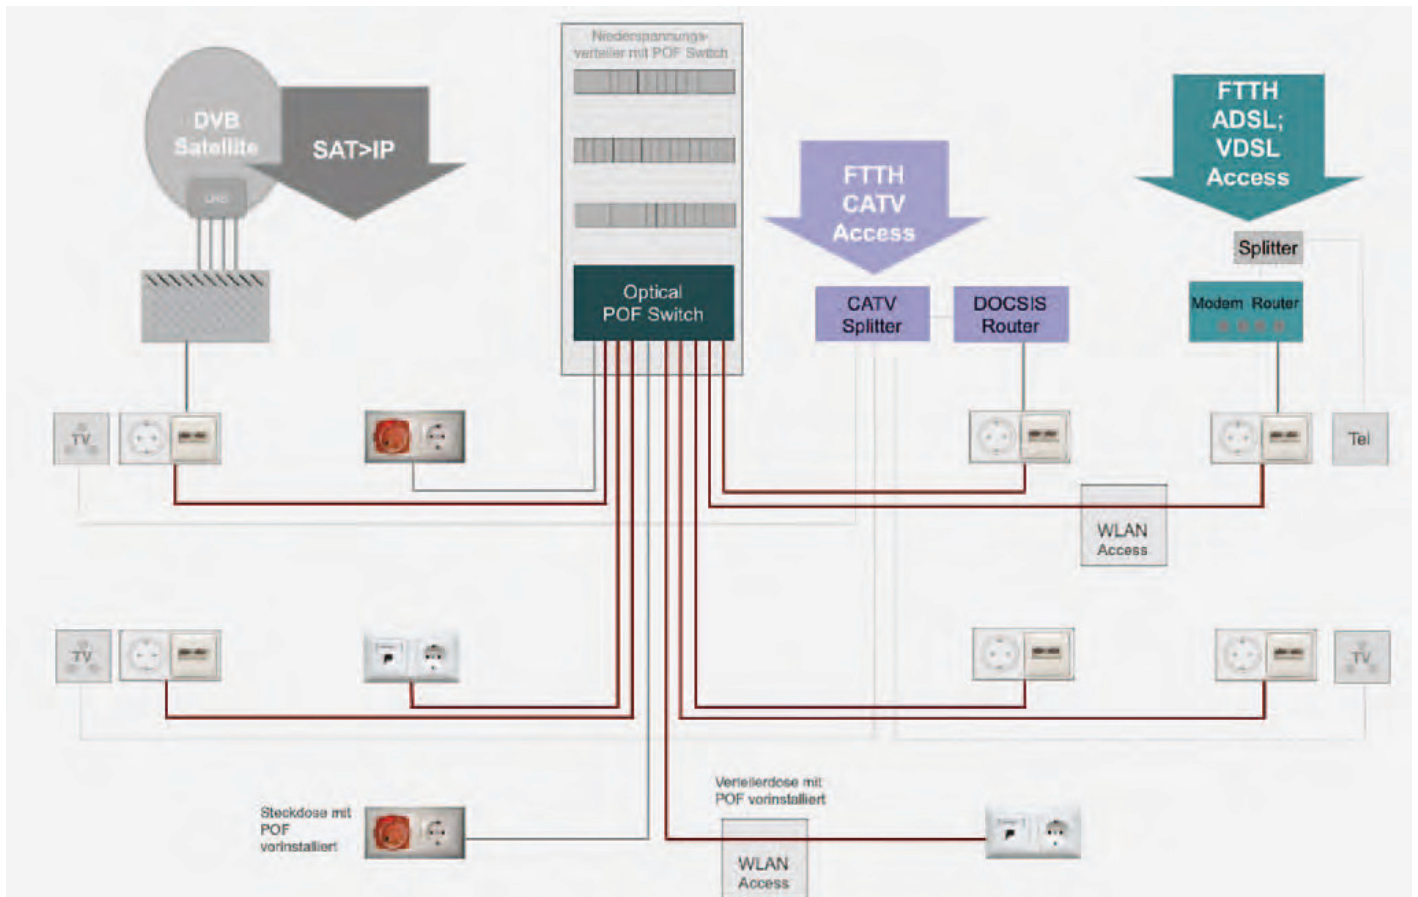 Niederspannungs-
verteiler mit POF Switch
DVB
Satellite
LNB
SAT>IP
FTTH
CATV
Access
FTTH
ADSL;
VDSL
Access
Splitter
Optical
POF Switch
CATV
Splitter
DOCSIS
Router
Modem Router
TV
Tel
WLAN
Access
TV
TV
Steckdose mit
POF
vorinstalliert
Verteilerdose mit
POF vorinstalliert
WLAN
Access